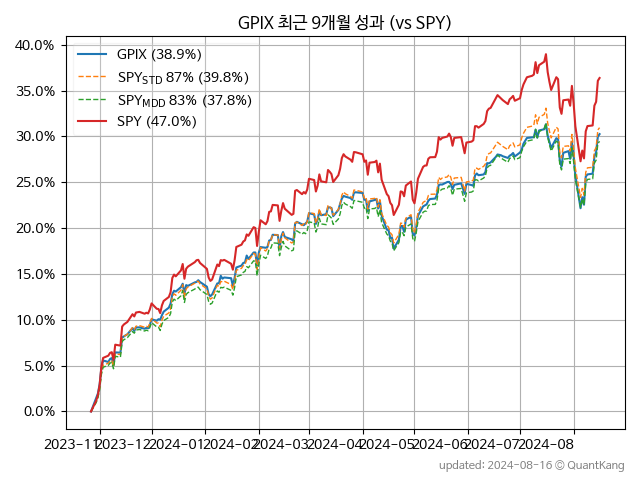 GPIX 최근 9개월 성과 (vs SPY)
40.0%
35.0%
30.0%
25.0%
20.0%
15.0%
10.0%
5.0%
0.0%
GPIX (38.9%)
SPY_STD 87% (39.8%)
SPY_MDD 83% (37.8%)
SPY (47.0%)
2023-11 2023-12 2024-01 2024-02 2024-03 2024-04 2024-05 2024-06 2024-07 2024-08
updated: 2024-08-16 © QuantKang